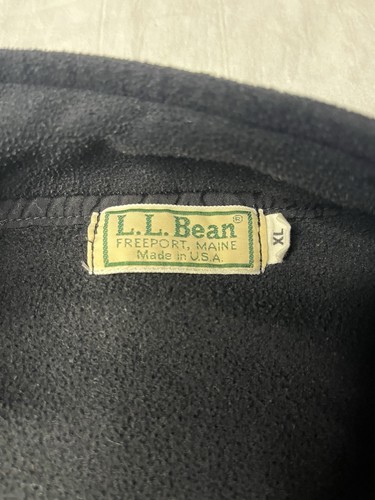 L.L.Bean®
FREEPORT, MAINE
Made in U.S.A.
XL